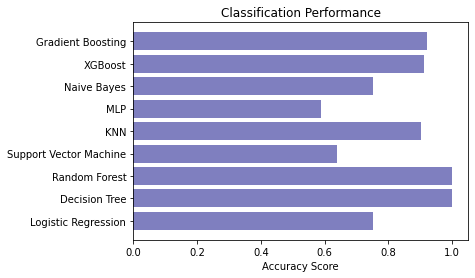 Classification Performance
Gradient Boosting
XGBoost
Naive Bayes
MLP
KNN
Support Vector Machine
Random Forest
Decision Tree
Logistic Regression
0.0 0.2 0.4 0.6 0.8 1.0
Accuracy Score